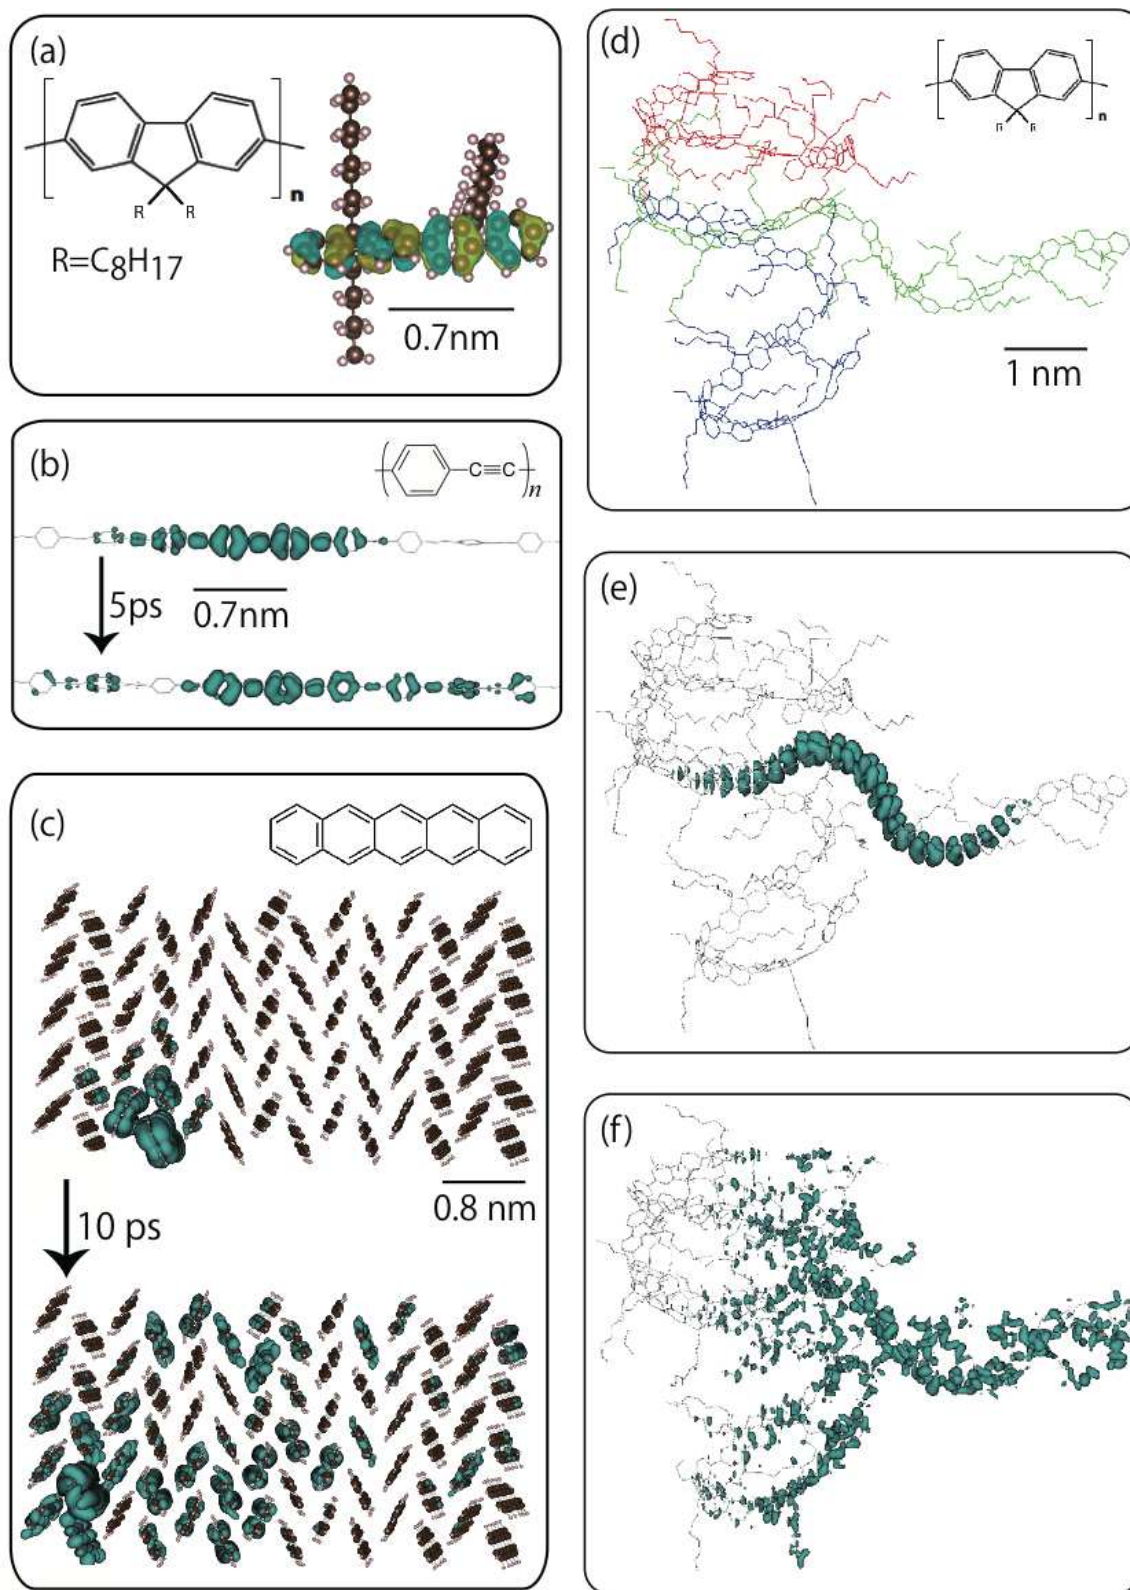 (a)
n
R R
R=C8H17
0.7nm
(b)
C≡C
n
5ps
0.7nm
(c)
0.8 nm
10 ps
(d)
n
1 nm
(e)
(f)